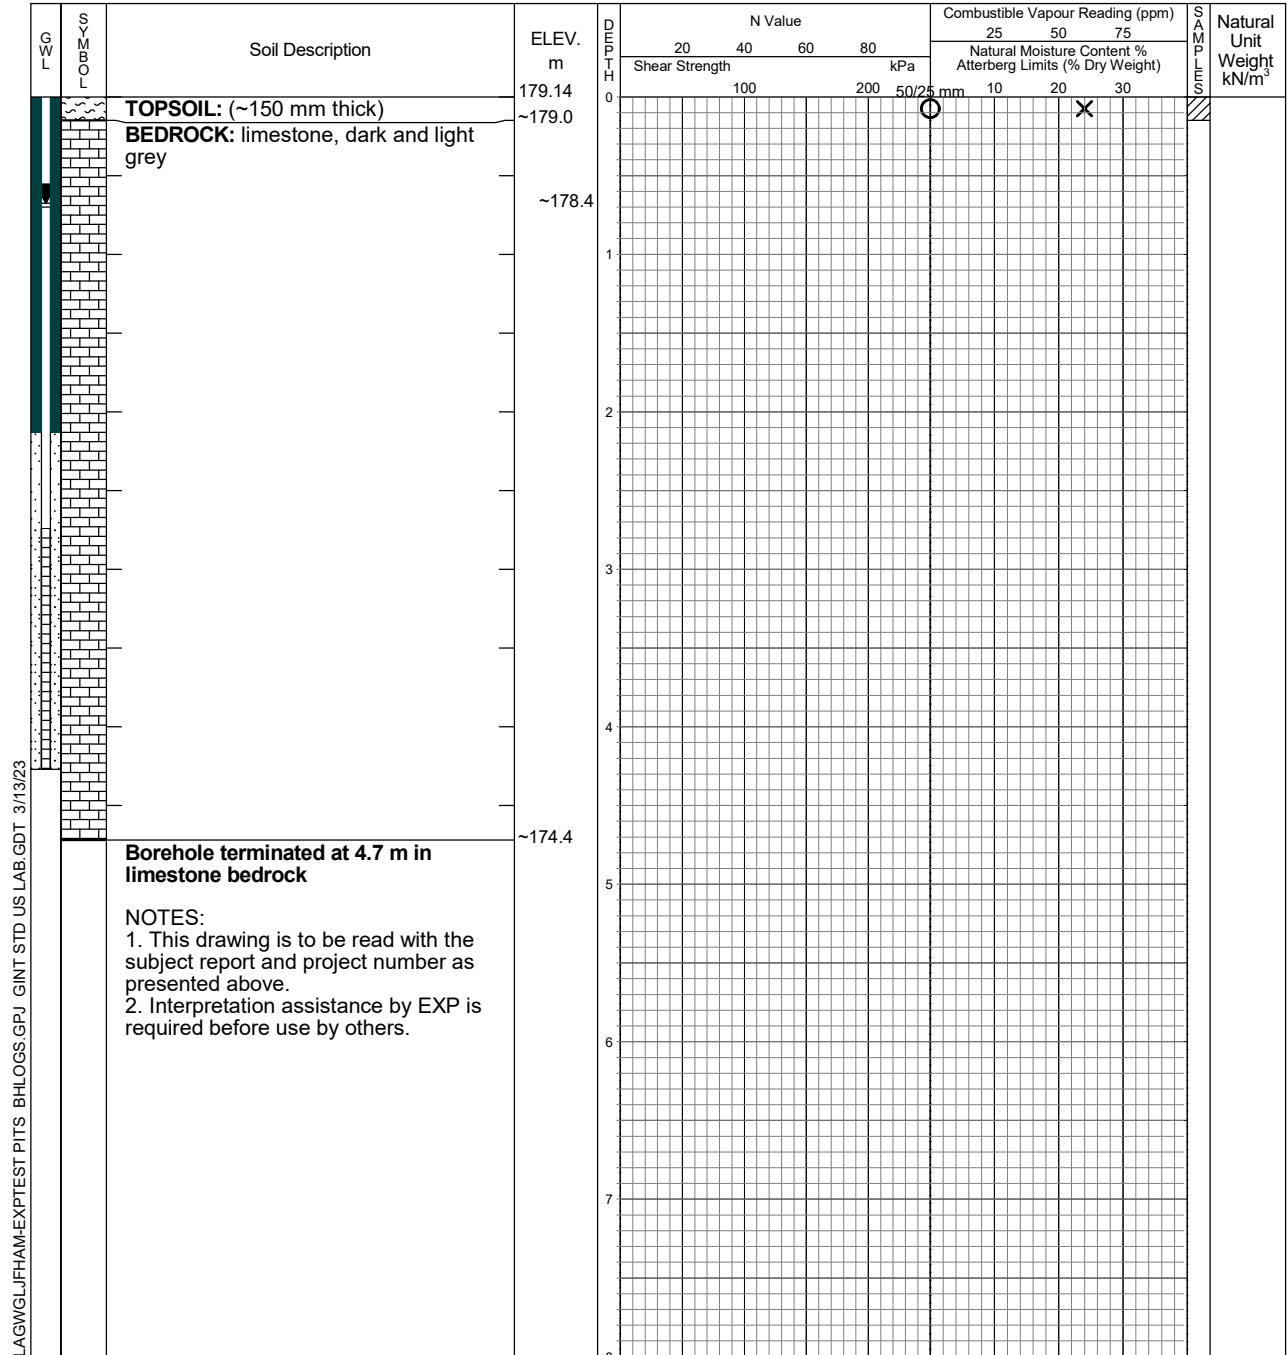 GWL
SYMBOL
Soil Description
ELEV.
m
179.14
DEPTH
N Value
20 40 60 80
Shear Strength kPa
100 200
Combustible Vapour Reading (ppm)
25 50 75
Natural Moisture Content %
Atterberg Limits (% Dry Weight)
10 20 30
SAMPLES
Natural
Unit
Weight
kN/m³
0
50/25 mm
TOPSOIL: (~150 mm thick)
~179.0
BEDROCK: limestone, dark and light
grey
~178.4
1
2
3
4
~174.4
Borehole terminated at 4.7 m in
limestone bedrock
5
NOTES:
1. This drawing is to be read with the
subject report and project number as
presented above.
2. Interpretation assistance by EXP is
required before use by others.
6
7
LAGWGLJFHAM-EXPTEST PITS BHLOGS.GPJ GINT STD US LAB.GDT 3/13/23